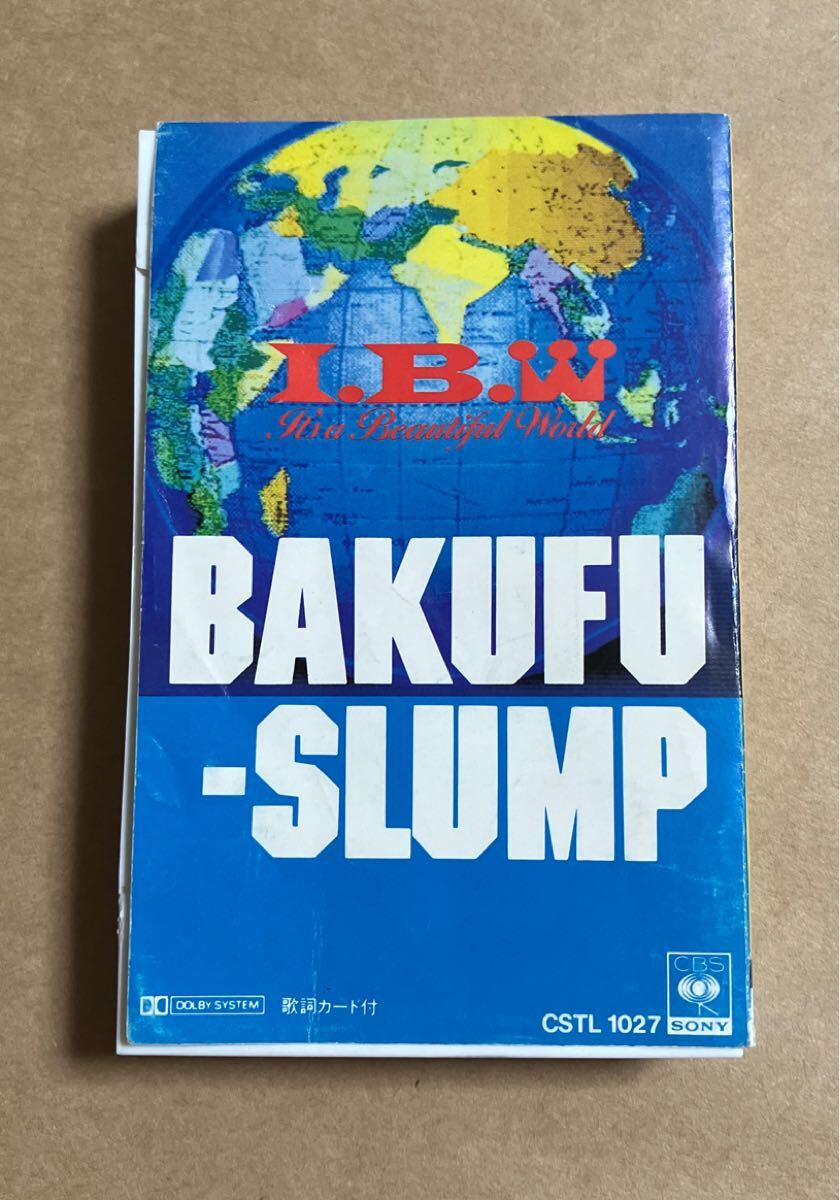 I.B.W
It's a Beautiful World
BAKUFU
-SLUMP
CBS
SONY
DOLBY SYSTEM 歌詞カード付
CSTL 1027